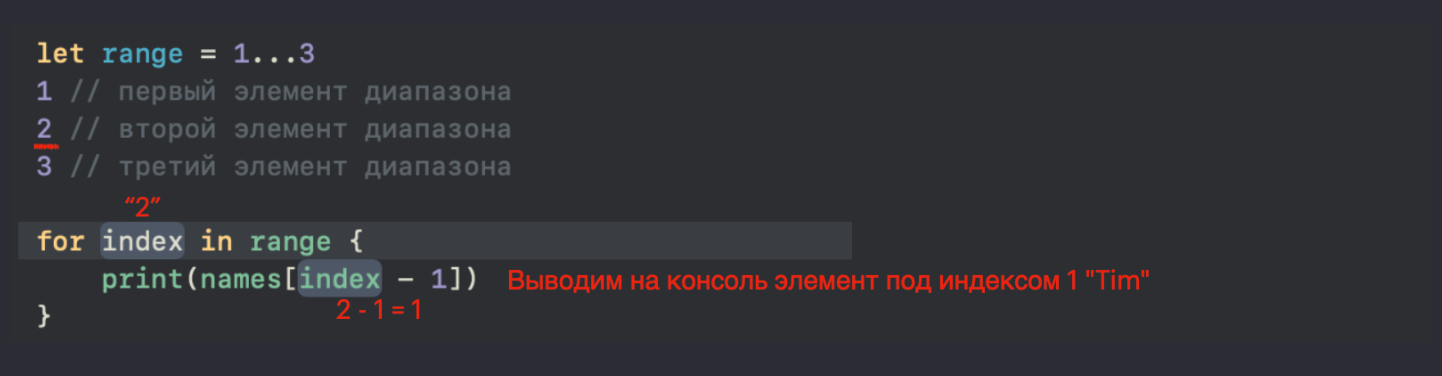 let range = 1...3
1 // первый элемент диапазона
2 // второй элемент диапазона
3 // третий элемент диапазона
“2”
for index in range {
print(names[index - 1]) Выводим на консоль элемент под индексом 1 "Tim"
2 - 1 = 1
}